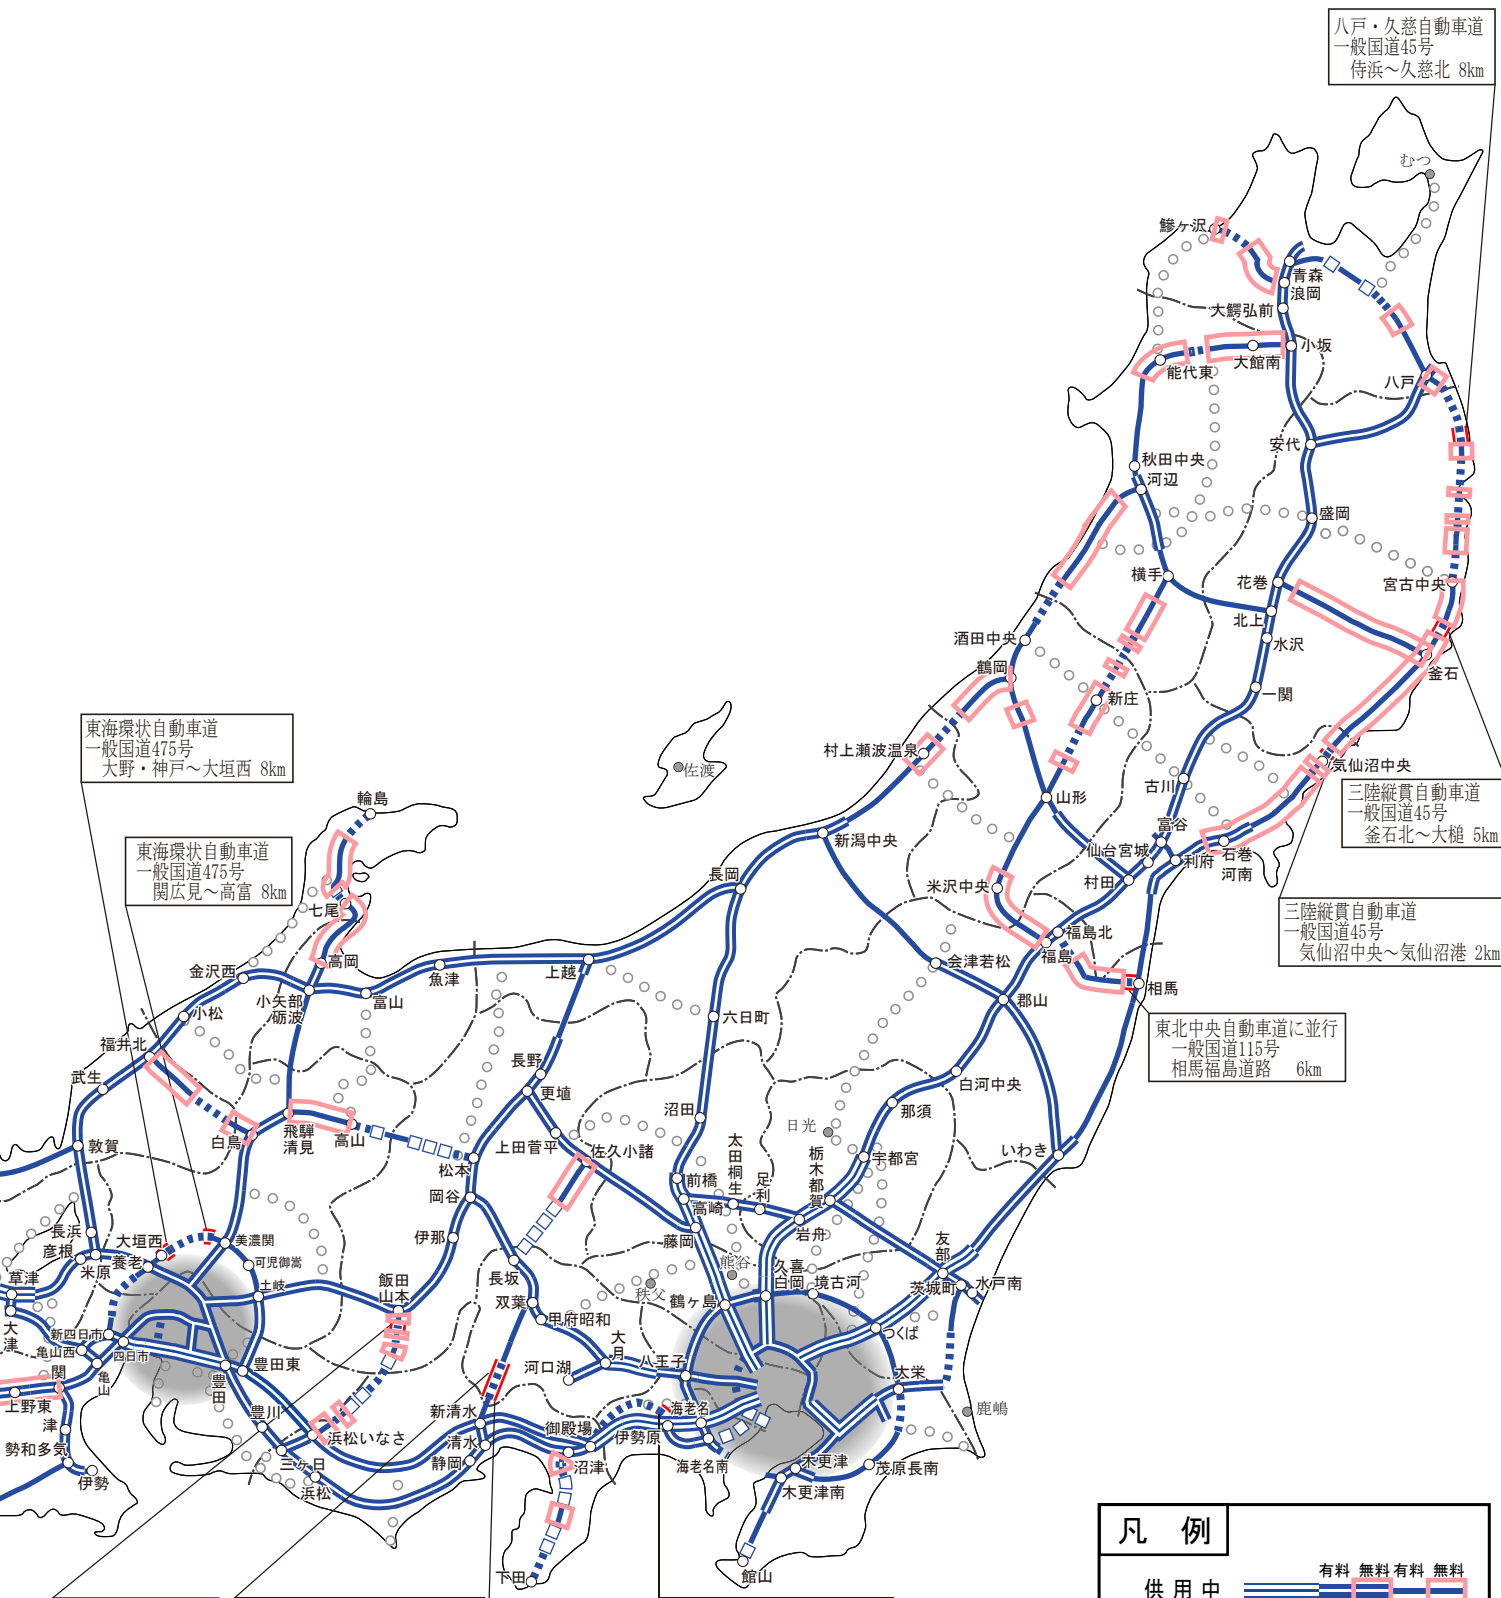 八戸・久慈自動車道
一般国道45号
侍浜～久慈北 8km
むつ
鰺ヶ沢
青森
浪岡
大鰐弘前
小坂
大館南
能代東
八戸
安代
秋田中央
河辺
盛岡
横手
花巻
宮古中央
北上
水沢
酒田中央
鶴岡
釜石
一関
新庄
東海環状自動車道
一般国道475号
大野・神戸～大垣西 8km
村上瀬波温泉
佐渡
気仙沼中央
古川
三陸縦貫自動車道
一般国道45号
釜石北～大槌 5km
輪島
山形
富谷
新潟中央
仙台宮城
利府
石巻
河南
東海環状自動車道
一般国道475号
関広見～高富 8km
長岡
米沢中央
村田
七尾
三陸縦貫自動車道
一般国道45号
気仙沼中央～気仙沼港 2km
福島北
福島
高岡
会津若松
金沢西
魚津
上越
相馬
小矢部
砺波
富山
郡山
小松
六日町
東北中央自動車道に並行
一般国道115号
相馬福島道路 6km
福井北
長野
武生
更埴
白河中央
那須
沼田
日光
白鳥
飛騨
清見
高山
敦賀
上田菅平
佐久小諸
太田桐生
足利
栃木都賀
宇都宮
いわき
松本
岡谷
前橋
高崎
長浜
大垣西
美濃関
伊那
藤岡
岩舟
友部
彦根
米原
養老
可児御嵩
熊谷
久喜
白岡
境古河
茨城町
水戸南
草津
土岐
飯田
山本
長坂
秩父
双葉
鶴ヶ島
大津
新四日市
亀山西
四日市
甲府昭和
大月
つくば
関
亀山
豊田東
豊田
河口湖
八王子
大栄
上野東
津
豊川
新清水
御殿場
海老名
鹿嶋
勢和多気
浜松いなさ
清水
伊勢原
伊勢
三ヶ日
静岡
沼津
海老名南
木更津
茂原長南
浜松
木更津南
下田
館山
凡 例
有料 無料 有料 無料
供用中